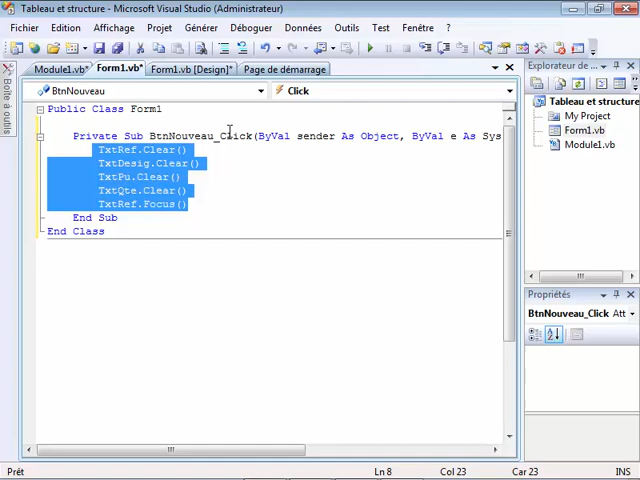 Tableau et structure - Microsoft Visual Studio (Administrateur)
Fichier Edition Affichage Projet Générer Déboguer Données Outils Test Fenêtre ?
Boîte à outils
Module1.vb* Form1.vb* Form1.vb [Design]* Page de démarrage
BtnNouveau Click
Public Class Form1
Private Sub BtnNouveau_Click(ByVal sender As Object, ByVal e As Sys
TxtRef.Clear()
TxtDesig.Clear()
TxtPu.Clear()
TxtQte.Clear()
TxtRef.Focus()
End Sub
End Class
Explorateur de ...
Tableau et structure
My Project
Form1.vb
Module1.vb
Propriétés
BtnNouveau_Click Att
Prêt Ln 8 Col 23 Car 23 INS